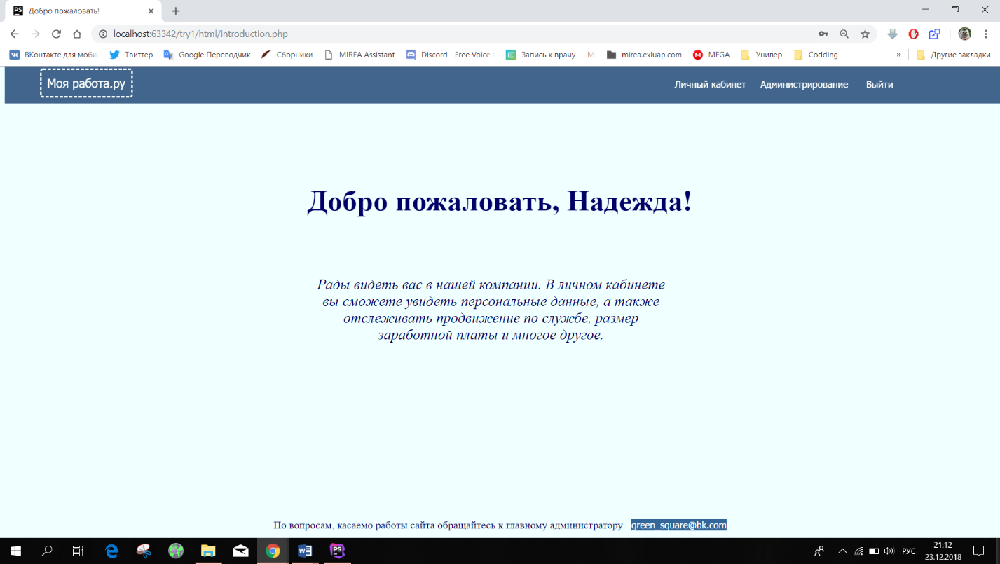 Добро пожаловать!
localhost:63342/try1/html/introduction.php
ВКонтакте для моби Твиттер Google Переводчик Сборники MIREA Assistant Discord - Free Voice Запись к врачу — mirea.exluap.com MEGA Универ Codding » Другие закладки
Моя работа.ру Личный кабинет Администрирование Выйти
Добро пожаловать, Надежда!
Рады видеть вас в нашей компании. В личном кабинете
вы сможете увидеть персональные данные, а также
отслеживать продвижение по службе, размер
заработной платы и многое другое.
По вопросам, касаемо работы сайта обращайтесь к главному администратору green_square@bk.com
РУС
21:12
23.12.2018